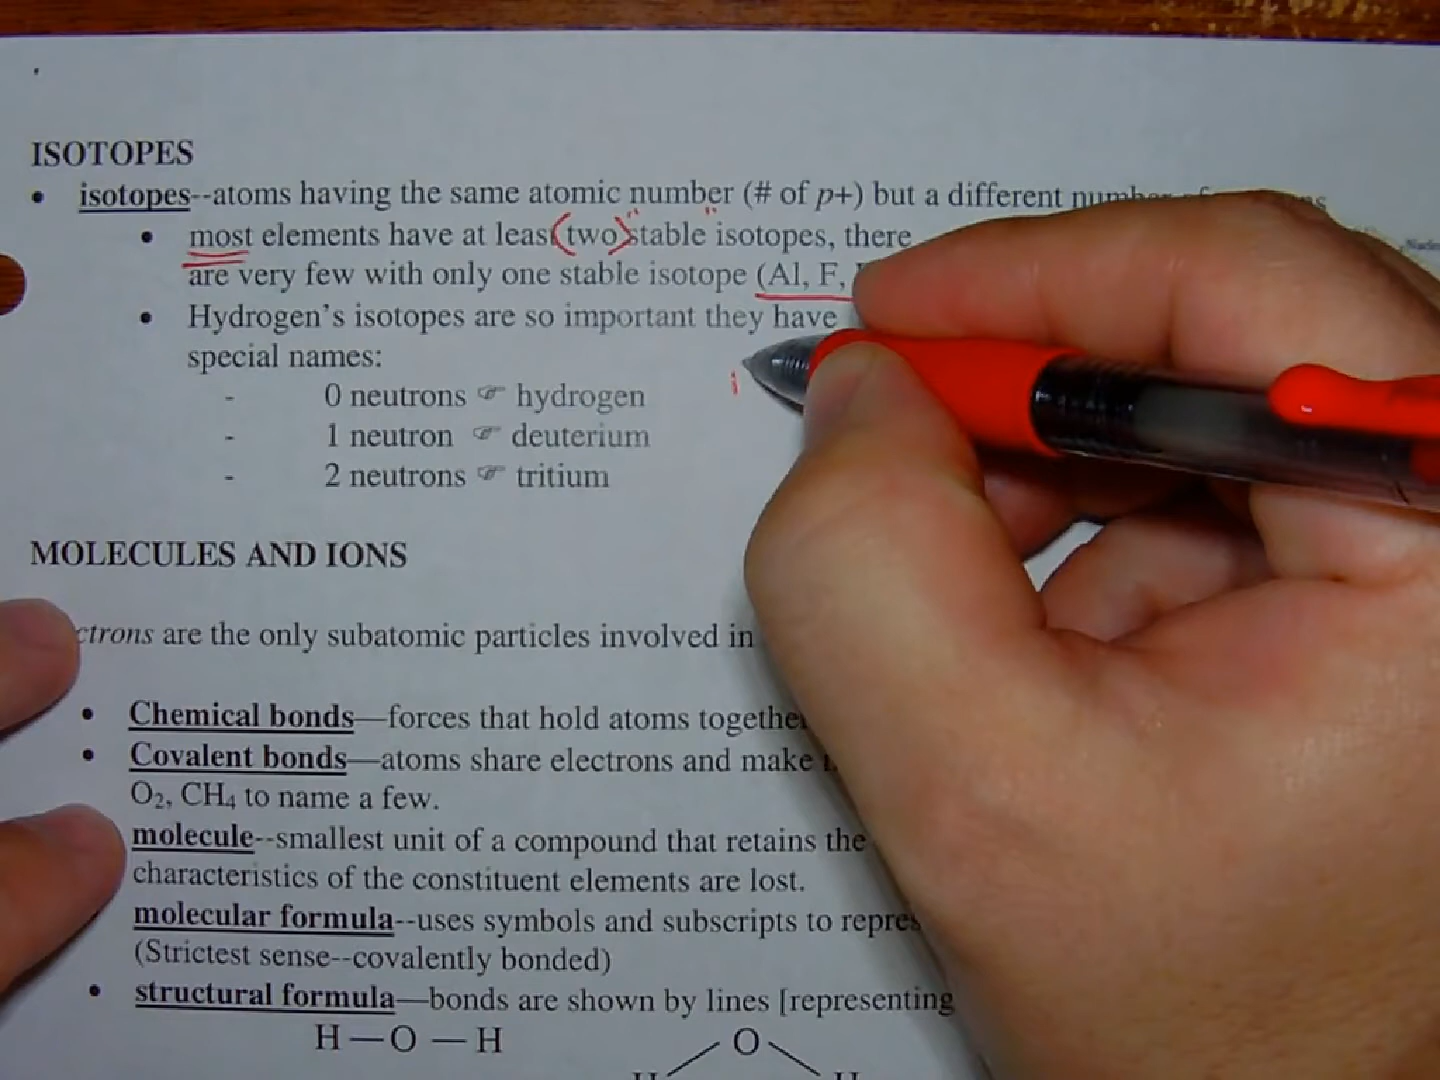 ISOTOPES
• isotopes--atoms having the same atomic number (# of p+) but a different number
• most elements have at least two stable isotopes, there
are very few with only one stable isotope (Al, F,
• Hydrogen's isotopes are so important they have
special names:
- 0 neutrons ☞ hydrogen
- 1 neutron ☞ deuterium
- 2 neutrons ☞ tritium
MOLECULES AND IONS
ctrons are the only subatomic particles involved in
• Chemical bonds—forces that hold atoms together
• Covalent bonds—atoms share electrons and make
O₂, CH₄ to name a few.
molecule--smallest unit of a compound that retains the
characteristics of the constituent elements are lost.
molecular formula--uses symbols and subscripts to repres
(Strictest sense--covalently bonded)
• structural formula—bonds are shown by lines [representing
H — O — H
O
H H